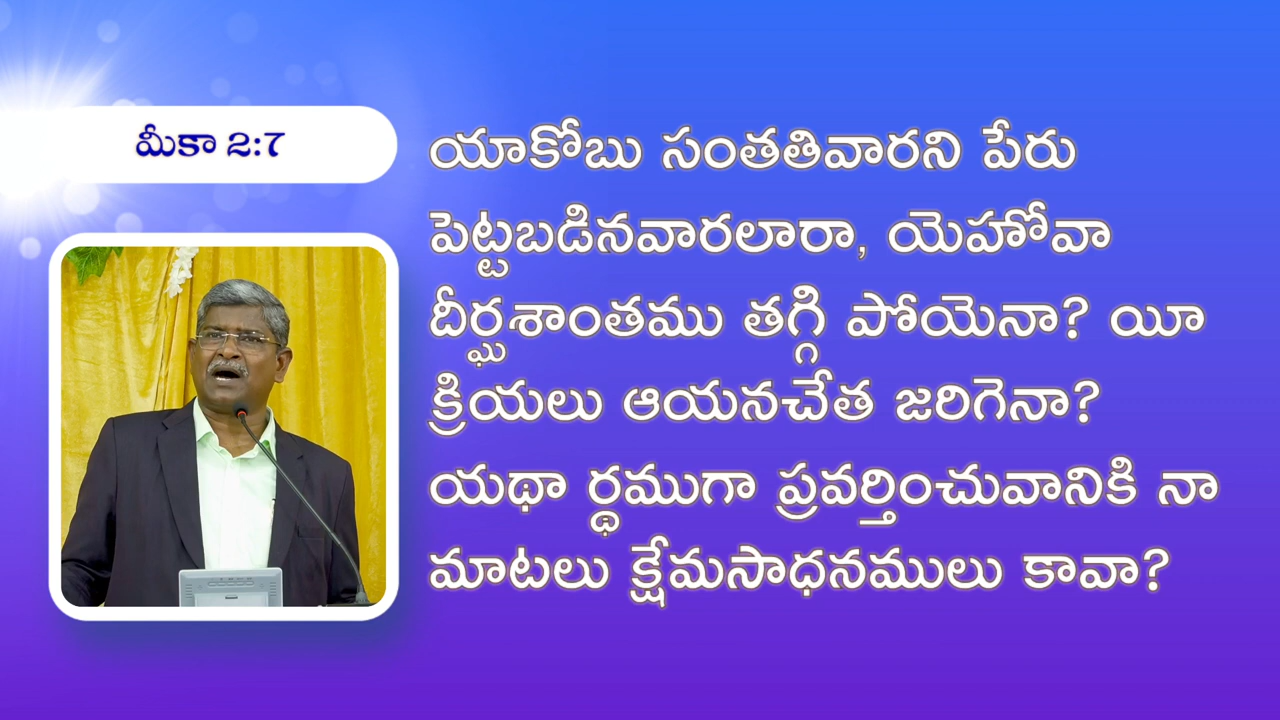 మీకా 2:7
యాకోబు సంతతివారని పేరు
పెట్టబడినవారలారా, యెహోవా
దీర్ఘశాంతము తగ్గి పోయెనా? యీ
క్రియలు ఆయనచేత జరిగెనా?
యథా ర్థముగా ప్రవర్తించువానికి నా
మాటలు క్షేమసాధనములు కావా?